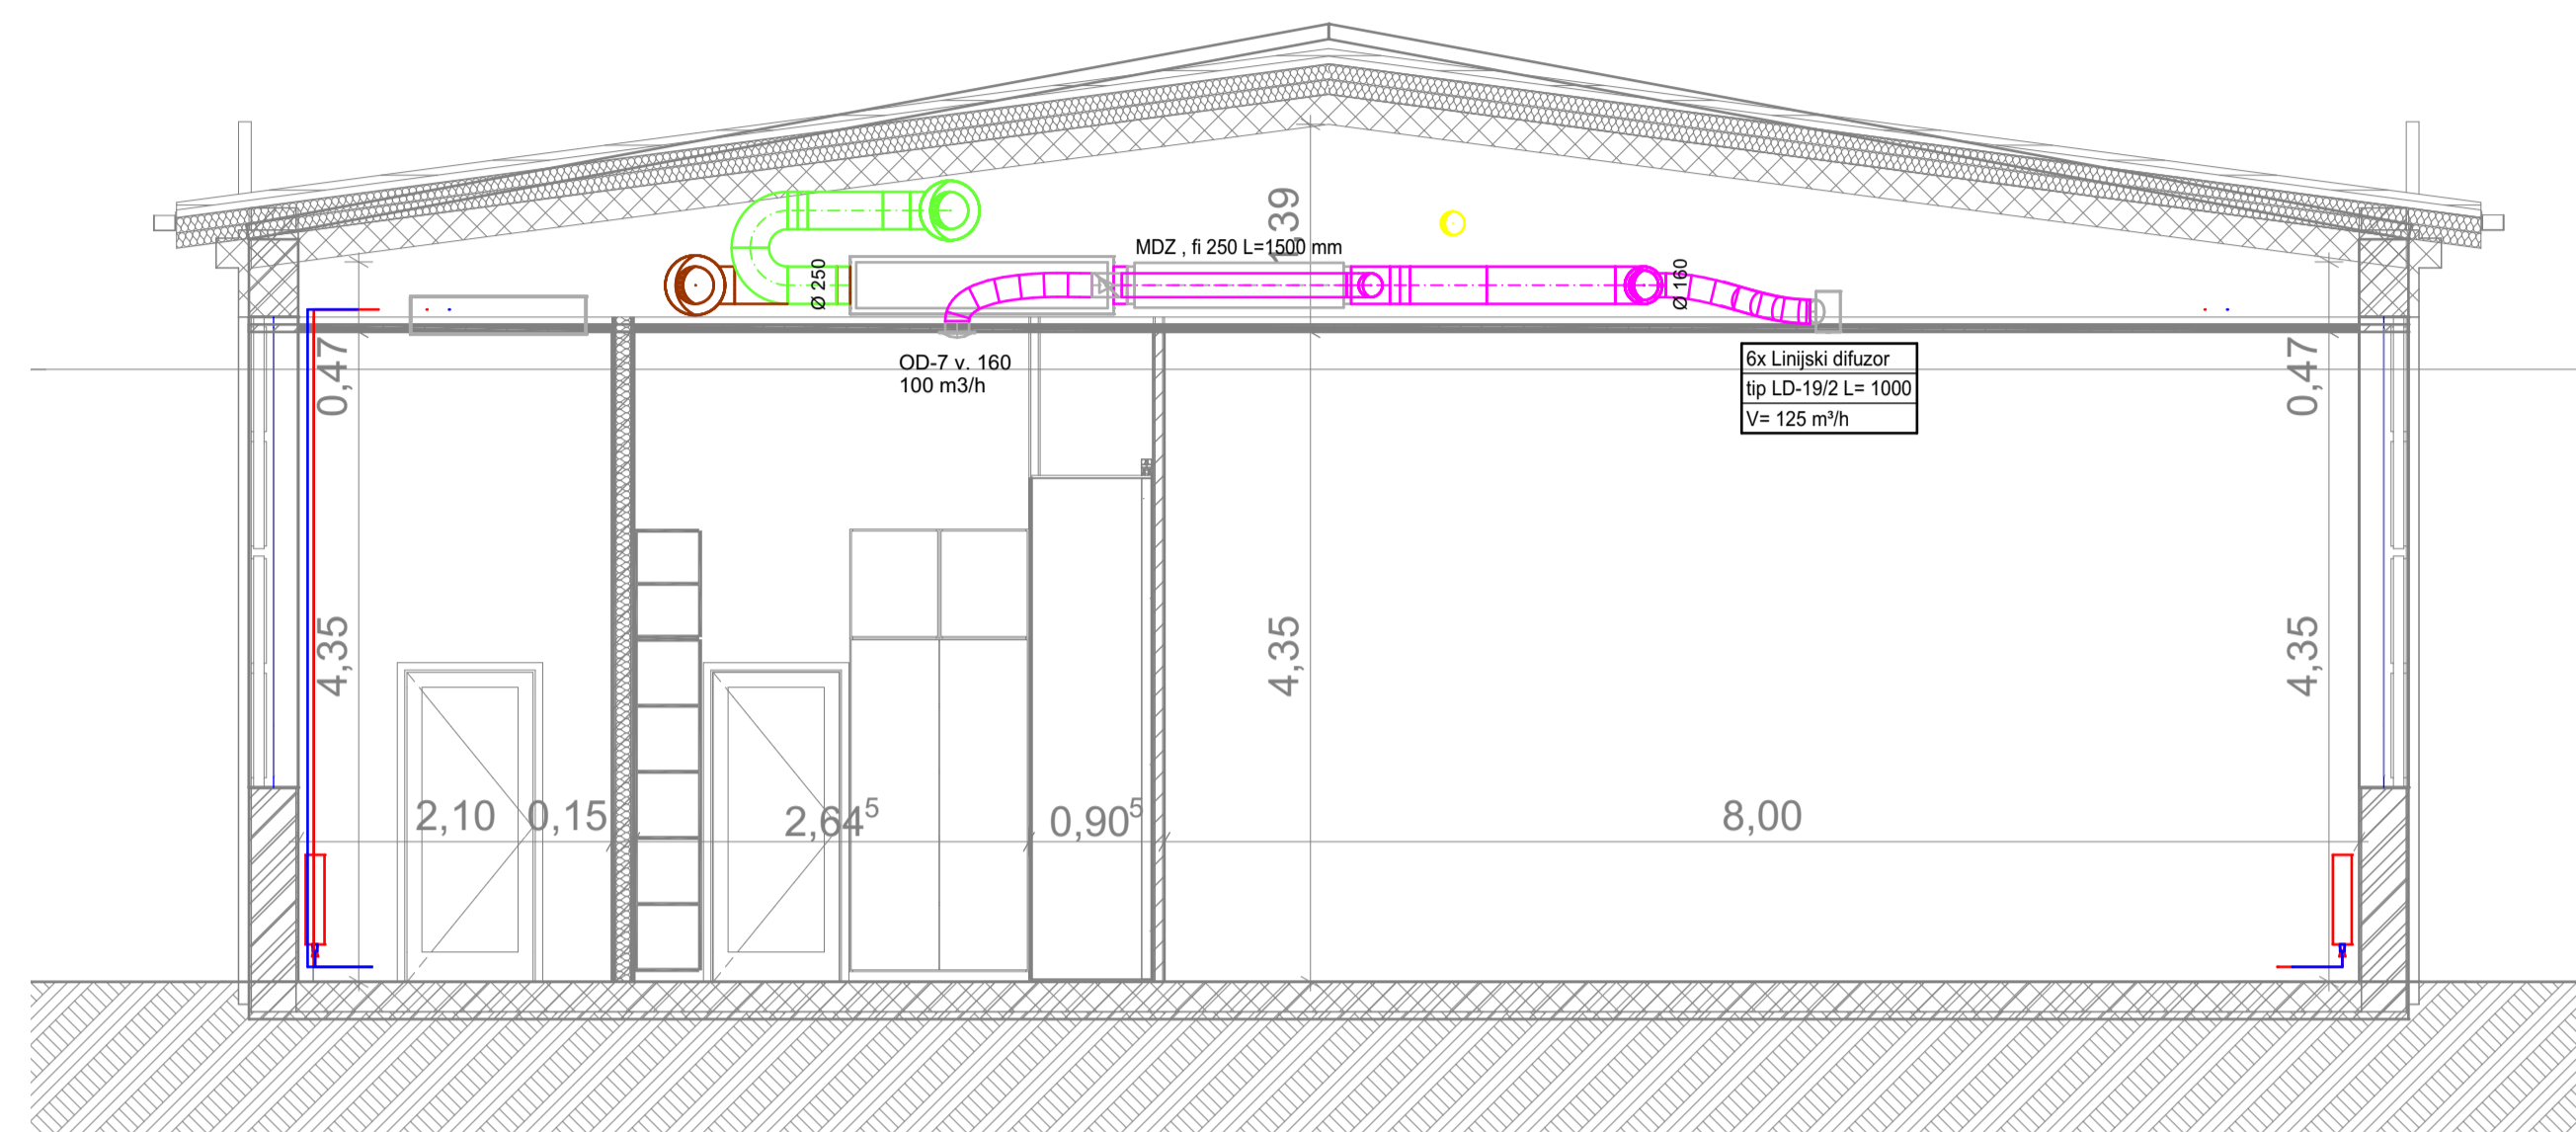 1,39
MDZ , fi 250 L=1500 mm
Ø 250
Ø 160
0,47
OD-7 v. 160
100 m3/h
6x Linijski difuzor
tip LD-19/2 L= 1000
V= 125 m³/h
0,47
4,35
4,35
4,35
2,10
0,15
2,64⁵
0,90⁵
8,00